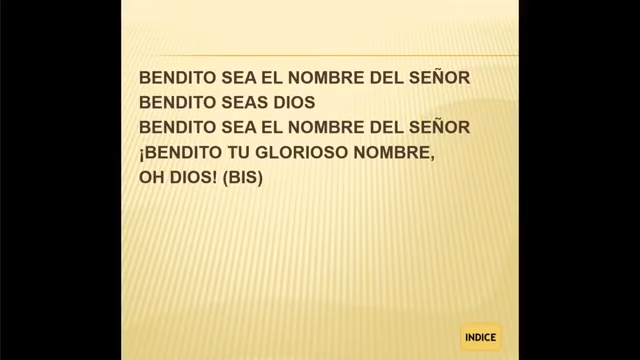 BENDITO SEA EL NOMBRE DEL SEÑOR
BENDITO SEAS DIOS
BENDITO SEA EL NOMBRE DEL SEÑOR
¡BENDITO TU GLORIOSO NOMBRE,
OH DIOS! (BIS)
INDICE